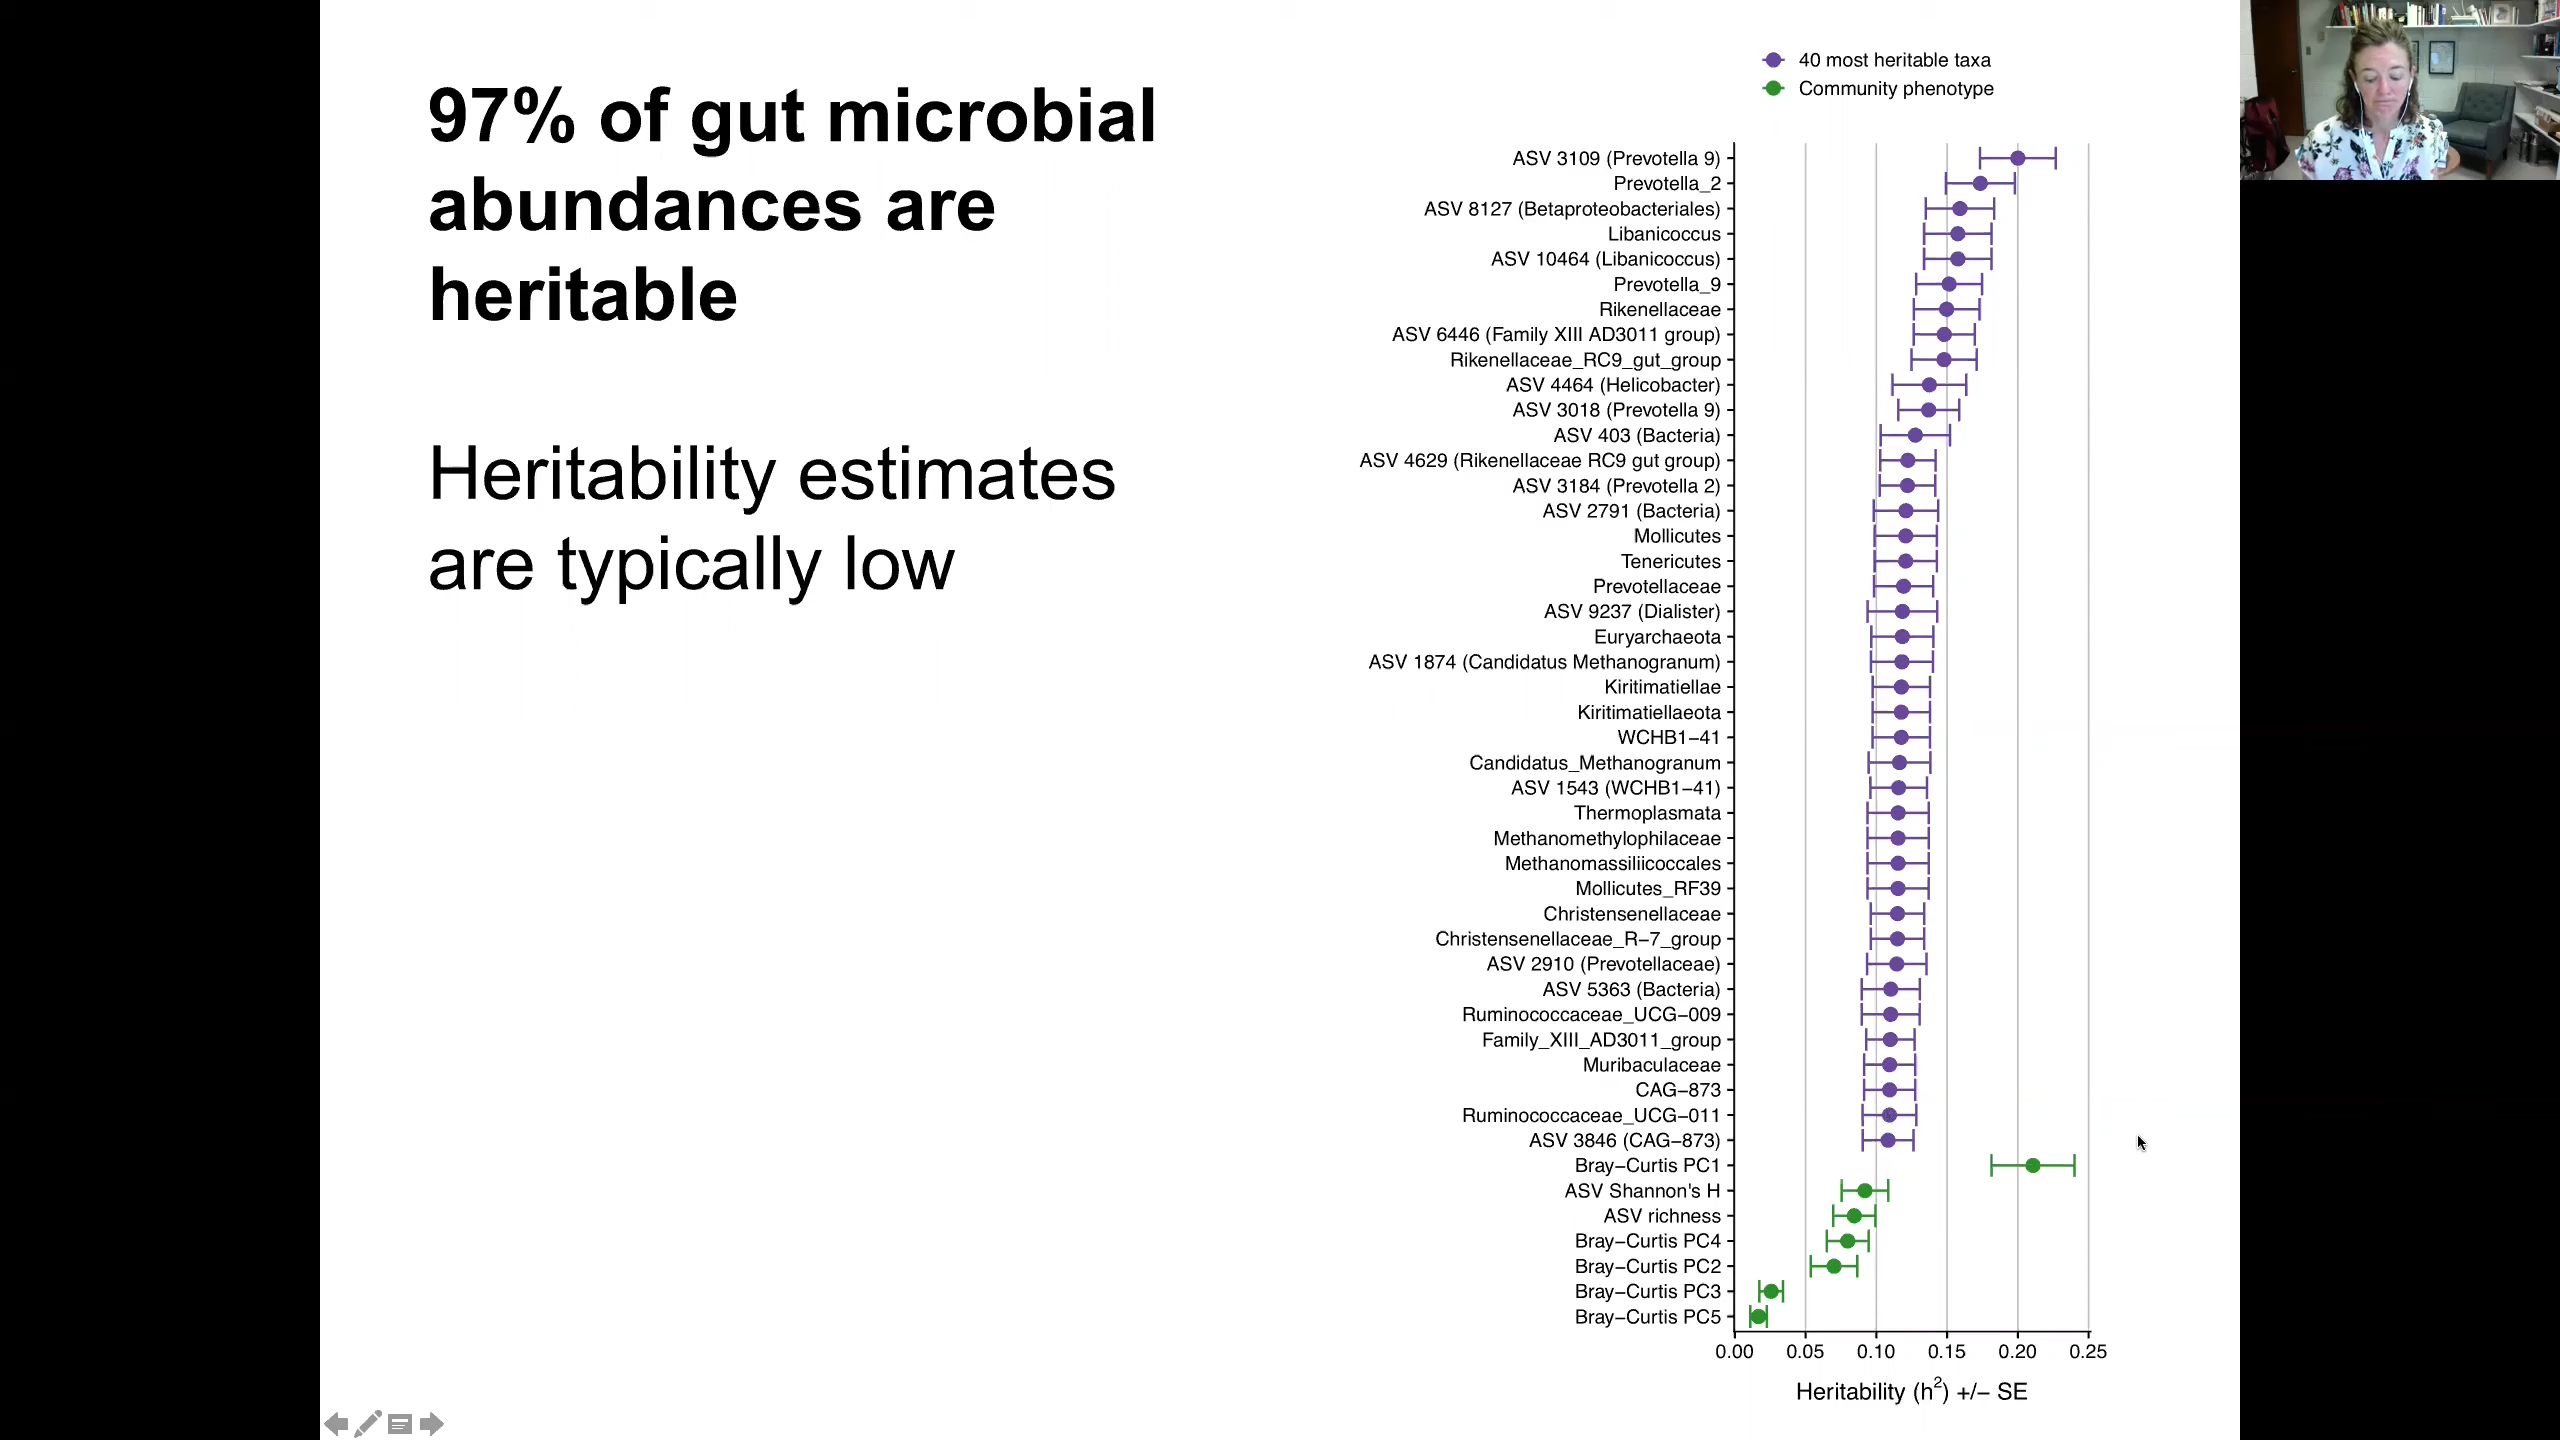 97% of gut microbial
abundances are
heritable
Heritability estimates
are typically low
40 most heritable taxa
Community phenotype
ASV 3109 (Prevotella 9)
Prevotella_2
ASV 8127 (Betaproteobacteriales)
Libanicoccus
ASV 10464 (Libanicoccus)
Prevotella_9
Rikenellaceae
ASV 6446 (Family XIII AD3011 group)
Rikenellaceae_RC9_gut_group
ASV 4464 (Helicobacter)
ASV 3018 (Prevotella 9)
ASV 403 (Bacteria)
ASV 4629 (Rikenellaceae RC9 gut group)
ASV 3184 (Prevotella 2)
ASV 2791 (Bacteria)
Mollicutes
Tenericutes
Prevotellaceae
ASV 9237 (Dialister)
Euryarchaeota
ASV 1874 (Candidatus Methanogranum)
Kiritimatiellae
Kiritimatiellaeota
WCHB1−41
Candidatus_Methanogranum
ASV 1543 (WCHB1−41)
Thermoplasmata
Methanomethylophilaceae
Methanomassiliicoccales
Mollicutes_RF39
Christensenellaceae
Christensenellaceae_R−7_group
ASV 2910 (Prevotellaceae)
ASV 5363 (Bacteria)
Ruminococcaceae_UCG−009
Family_XIII_AD3011_group
Muribaculaceae
CAG−873
Ruminococcaceae_UCG−011
ASV 3846 (CAG−873)
Bray−Curtis PC1
ASV Shannon's H
ASV richness
Bray−Curtis PC4
Bray−Curtis PC2
Bray−Curtis PC3
Bray−Curtis PC5
0.00 0.05 0.10 0.15 0.20 0.25
Heritability (h²) +/− SE